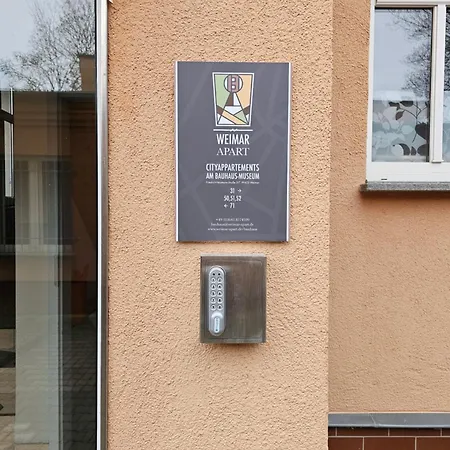 WEIMAR
APART
CITYAPPARTEMENTS
AM BAUHAUS-MUSEUM
31 →
50,51,52
← 71